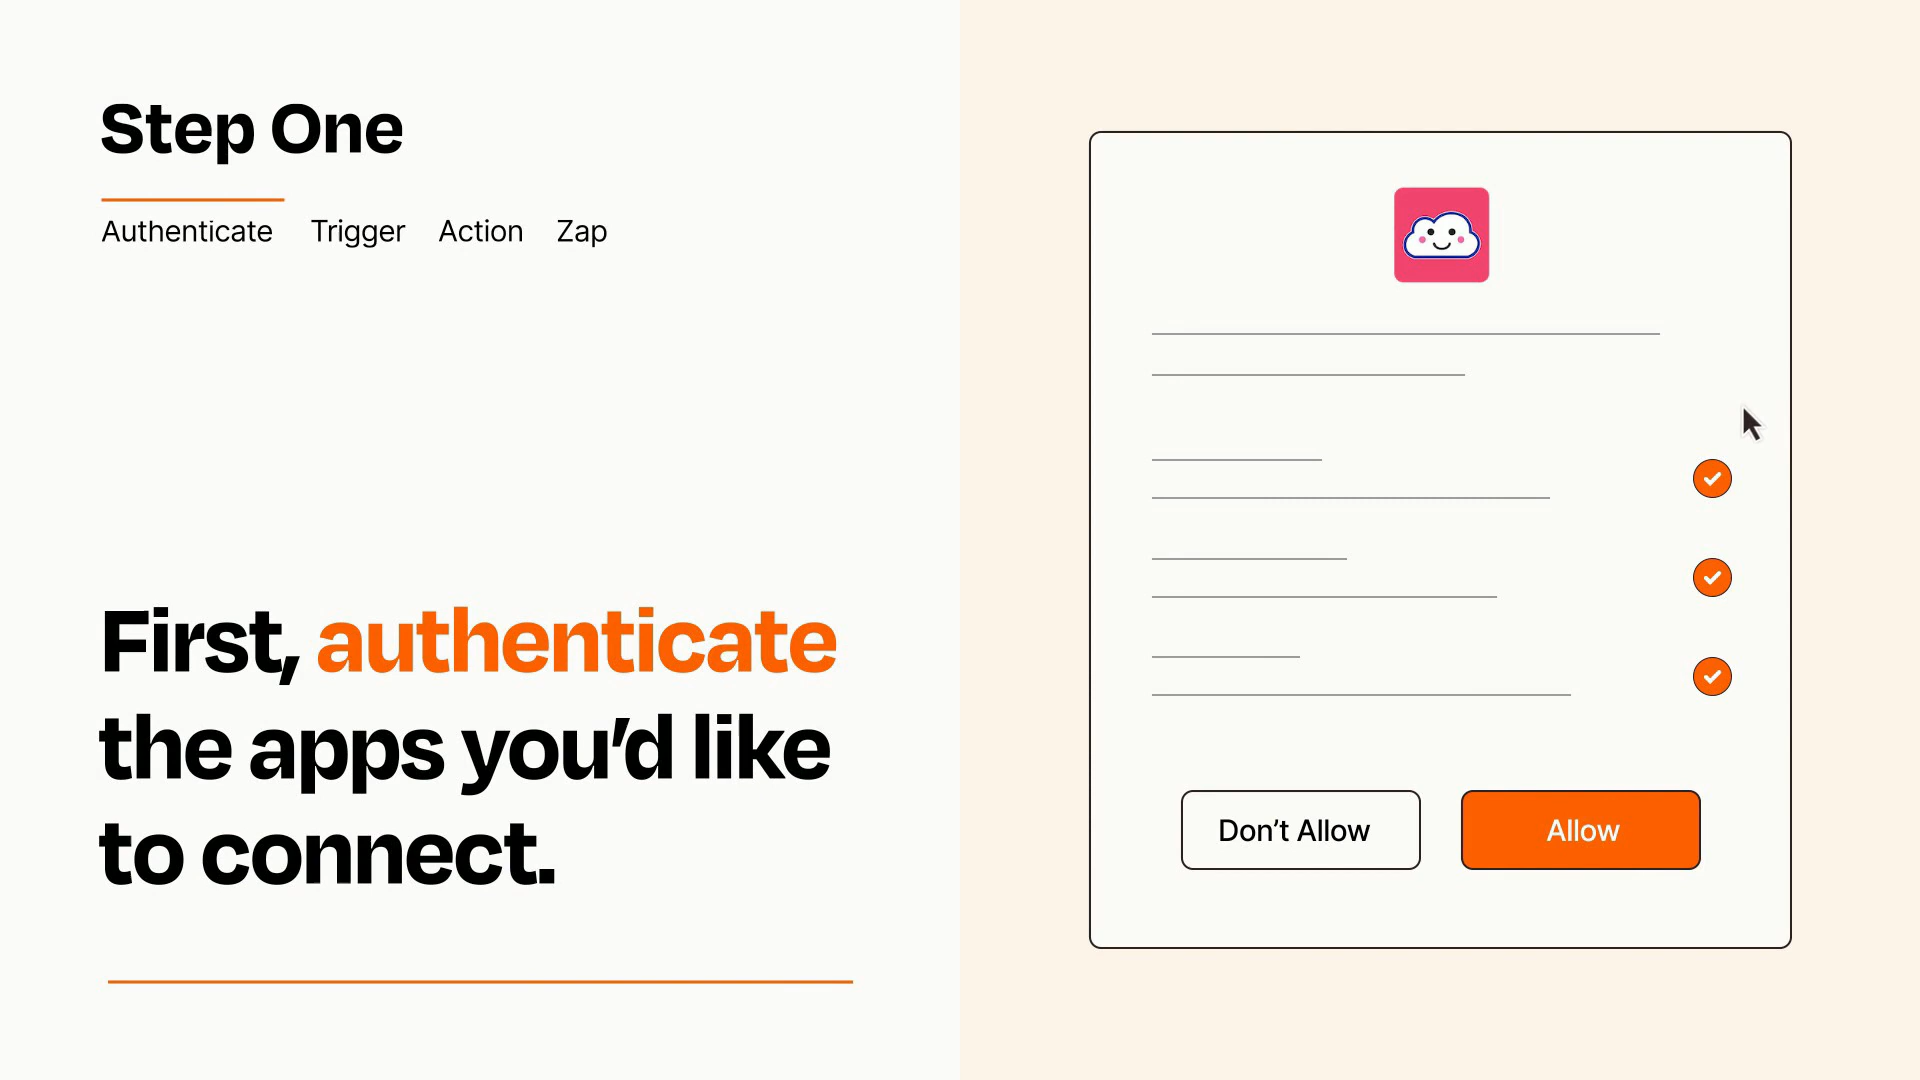 Step One
Authenticate Trigger Action Zap
First, authenticate
the apps you’d like
to connect.
Don’t Allow
Allow